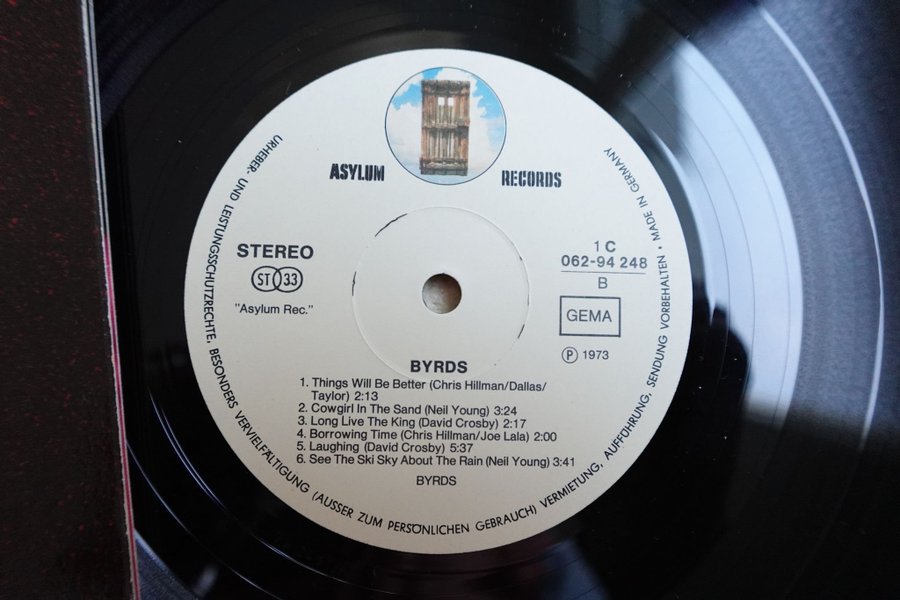 ASYLUM RECORDS
STEREO
ST 33
"Asylum Rec."
1 C
062-94 248
B
GEMA
Ⓟ 1973
BYRDS
1. Things Will Be Better (Chris Hillman/Dallas/
Taylor) 2:13
2. Cowgirl In The Sand (Neil Young) 3:24
3. Long Live The King (David Crosby) 2:17
4. Borrowing Time (Chris Hillman/Joe Lala) 2:00
5. Laughing (David Crosby) 5:37
6. See The Ski Sky About The Rain (Neil Young) 3:41
BYRDS
URHEBER- UND LEISTUNGSSCHUTZRECHTE, BESONDERS VERVIELFÄLTIGUNG (AUSSER ZUM PERSÖNLICHEN GEBRAUCH) VERMIETUNG, AUFFÜHRUNG, SENDUNG VORBEHALTEN • MADE IN GERMANY